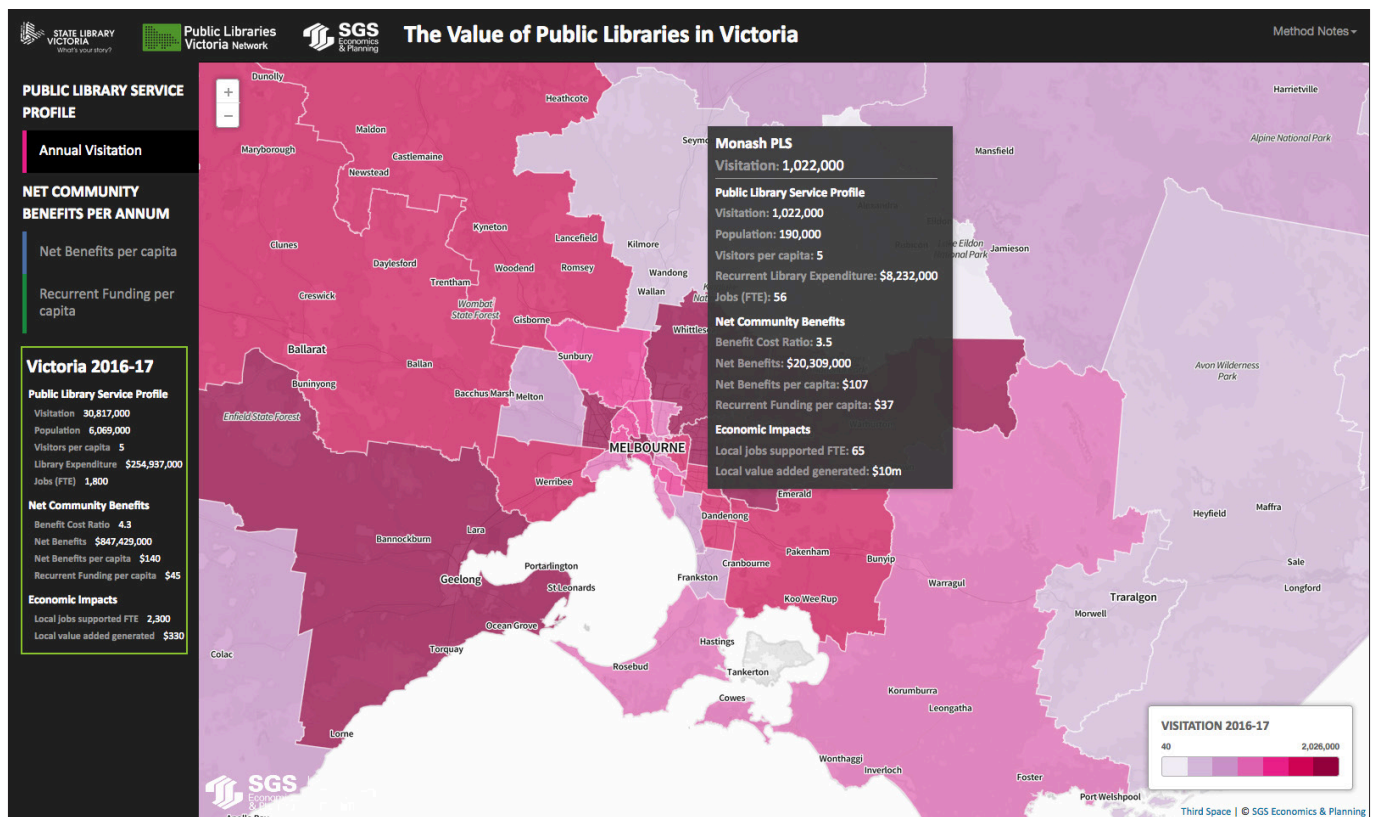 STATE LIBRARY
VICTORIA
What's your story?
Public Libraries
Victoria Network
SGS
Economics
& Planning
The Value of Public Libraries in Victoria
Method Notes
PUBLIC LIBRARY SERVICE
PROFILE
Annual Visitation
NET COMMUNITY
BENEFITS PER ANNUM
Net Benefits per capita
Recurrent Funding per
capita
Victoria 2016-17
Public Library Service Profile
Visitation 30,817,000
Population 6,069,000
Visitors per capita 5
Library Expenditure $254,937,000
Jobs (FTE) 1,800
Net Community Benefits
Benefit Cost Ratio 4.3
Net Benefits $847,429,000
Net Benefits per capita $140
Recurrent Funding per capita $45
Economic Impacts
Local jobs supported FTE 2,300
Local value added generated $330
+
−
Dunolly
Heathcote
Harrietville
Maldon
Maryborough
Castlemaine
Newstead
Seym
Mansfield
Alpine National Park
Monash PLS
Visitation: 1,022,000
Public Library Service Profile
Visitation: 1,022,000
Population: 190,000
Visitors per capita: 5
Recurrent Library Expenditure: $8,232,000
Jobs (FTE): 56
Net Community Benefits
Benefit Cost Ratio: 3.5
Net Benefits: $20,309,000
Net Benefits per capita: $107
Recurrent Funding per capita: $37
Economic Impacts
Local jobs supported FTE: 65
Local value added generated: $10m
Kyneton
Lancefield
Kilmore
Clunes
Daylesford
Woodend
Romsey
Wandong
Eildon
National Park
Jamieson
Trentham
Wallan
Creswick
Wombat
State Forest
Gisborne
Whittles
Ballarat
Ballan
Sunbury
Buninyong
Bacchus Marsh
Melton
Avon Wilderness
Park
Enfield State Forest
MELBOURNE
Werribee
Emerald
Dandenong
Heyfield
Maffra
Lara
Bannockburn
Pakenham
Bunyip
Portarlington
Cranbourne
Sale
Geelong
St Leonards
Frankston
Warragul
Longford
Koo Wee Rup
Traralgon
Morwell
Ocean Grove
Hastings
Torquay
Colac
Rosebud
Tankerton
Cowes
Korumburra
Leongatha
Lorne
Wonthaggi
Inverloch
Foster
Port Welshpool
Apollo Bay
SGS
VISITATION 2016-17
40 2,026,000
Third Space | © SGS Economics & Planning